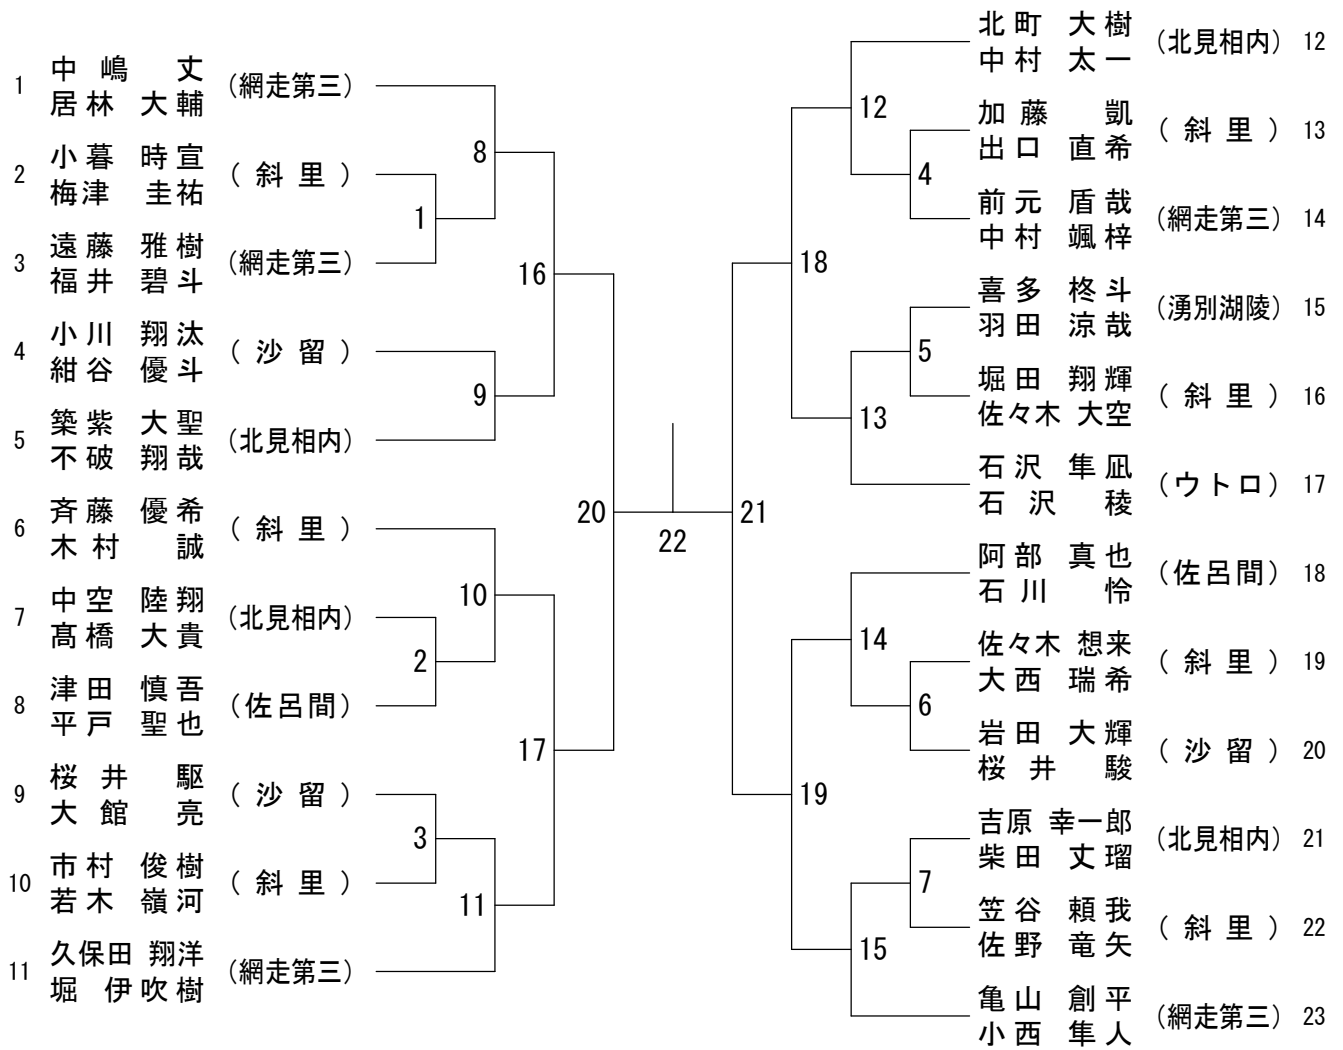 1 中嶋 丈 (網走第三)
居林 大輔
2 小暮 時宣 (斜里)
梅津 圭祐
3 遠藤 雅樹 (網走第三)
福井 碧斗
4 小川 翔汰 (沙留)
紺谷 優斗
5 築紫 大聖 (北見相内)
不破 翔哉
6 斉藤 優希 (斜里)
木村 誠
7 中空 陸翔 (北見相内)
髙橋 大貴
8 津田 慎吾 (佐呂間)
平戸 聖也
9 桜井 駆 (沙留)
大館 亮
10 市村 俊樹 (斜里)
若木 嶺河
11 久保田 翔洋 (網走第三)
堀 伊吹樹
8
1
16
9
20
10
2
17
3
11
22
21
12
4
18
5
13
14
6
19
7
15
北町 大樹 (北見相内) 12
中村 太一
加藤 凱 (斜里) 13
出口 直希
前元 盾哉 (網走第三) 14
中村 颯梓
喜多 柊斗 (湧別湖陵) 15
羽田 涼哉
堀田 翔輝 (斜里) 16
佐々木 大空
石沢 隼凪 (ウトロ) 17
石沢 稜
阿部 真也 (佐呂間) 18
石川 怜
佐々木 想来 (斜里) 19
大西 瑞希
岩田 大輝 (沙留) 20
桜井 駿
吉原 幸一郎 (北見相内) 21
柴田 丈瑠
笠谷 頼我 (斜里) 22
佐野 竜矢
亀山 創平 (網走第三) 23
小西 隼人